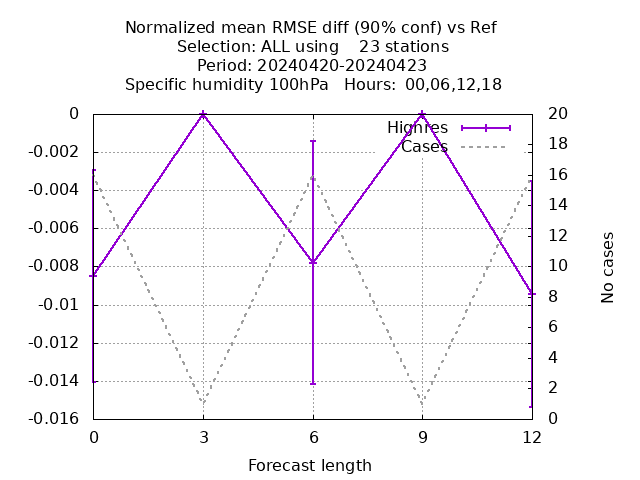 Normalized mean RMSE diff (90% conf) vs Ref
Selection: ALL using    23 stations
Period: 20240420-20240423
Specific humidity 100hPa   Hours:  00,06,12,18
Highres
Cases
0
-0.002
-0.004
-0.006
-0.008
-0.01
-0.012
-0.014
-0.016
20
18
16
14
12
10
8
6
4
2
0
No cases
0 3 6 9 12
Forecast length